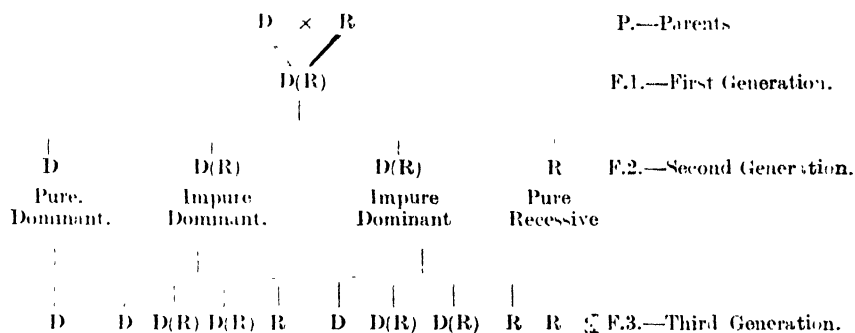 D × R P.—Parents
D(R) F.1.—First Generation.
D D(R) D(R) R F.2.—Second Generation.
Pure. Impure Impure Pure
Dominant. Dominant. Dominant Recessive
D D D(R) D(R) R D D(R) D(R) R R F.3.—Third Generation.